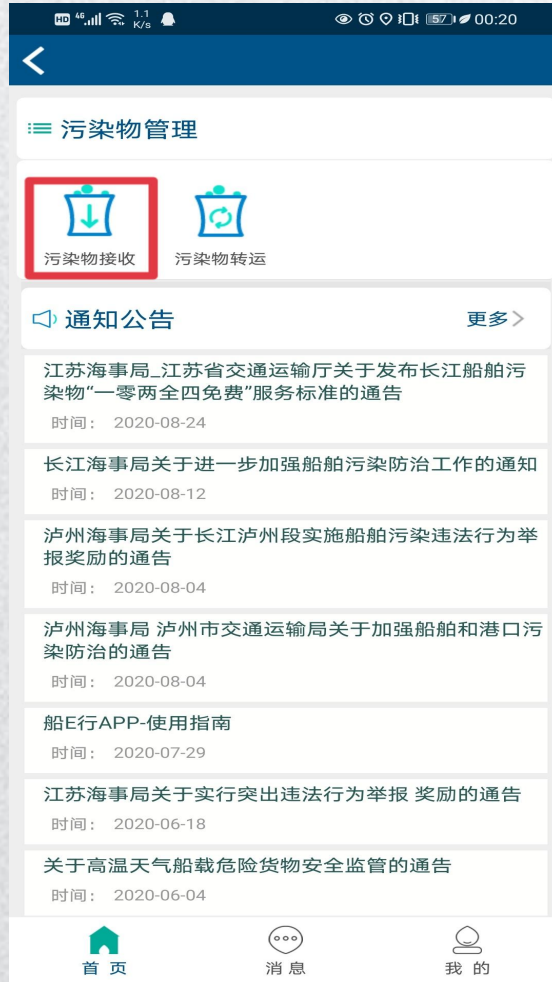 HD 46 1.1 K/s 57 00:20
污染物管理
污染物接收 污染物转运
通知公告 更多
江苏海事局_江苏省交通运输厅关于发布长江船舶污
染物“一零两全四免费”服务标准的通告
时间： 2020-08-24
长江海事局关于进一步加强船舶污染防治工作的通知
时间： 2020-08-12
泸州海事局关于长江泸州段实施船舶污染违法行为举
报奖励的通告
时间： 2020-08-04
泸州海事局 泸州市交通运输局关于加强船舶和港口污
染防治的通告
时间： 2020-08-04
船E行APP-使用指南
时间： 2020-07-29
江苏海事局关于实行突出违法行为举报 奖励的通告
时间： 2020-06-18
关于高温天气船载危险货物安全监管的通告
时间： 2020-06-04
首页 消息 我的